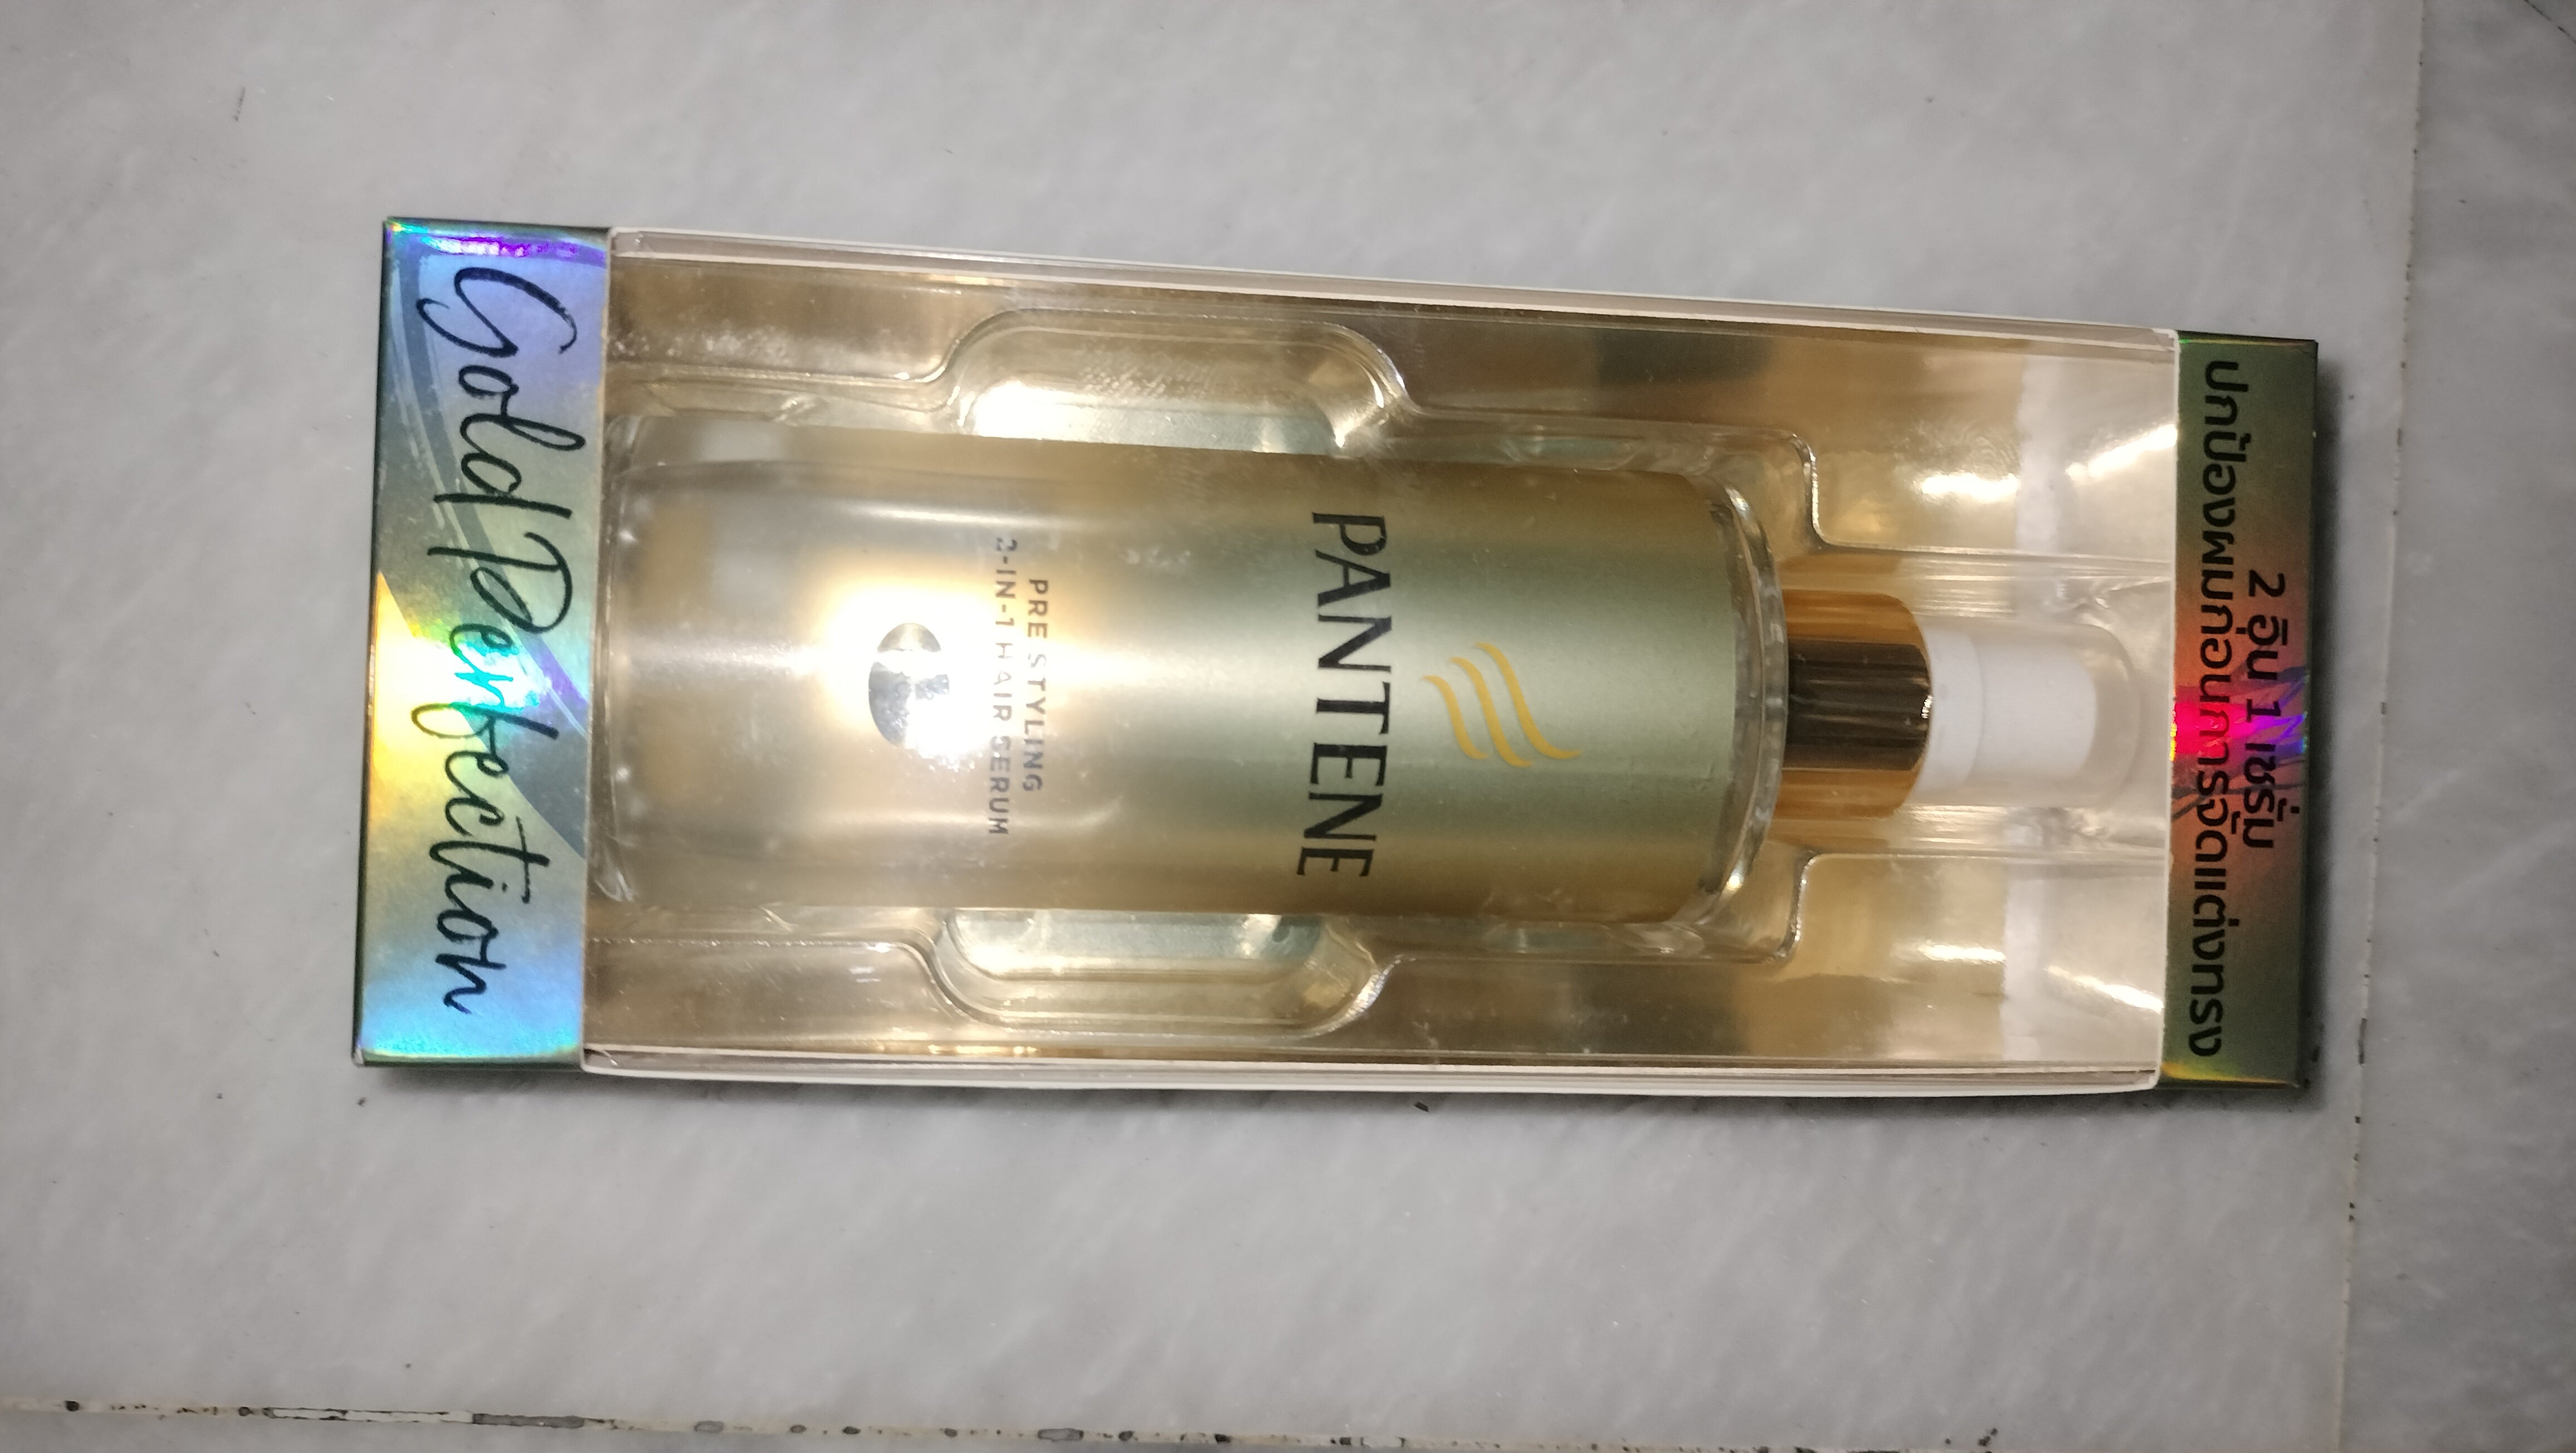 2 อิน 1 เซรั่ม
ปกป้องผมก่อนการจัดแต่งทรง
PANTENE
PRE STYLING
2-IN-1 HAIR SERUM
Gold Perfection